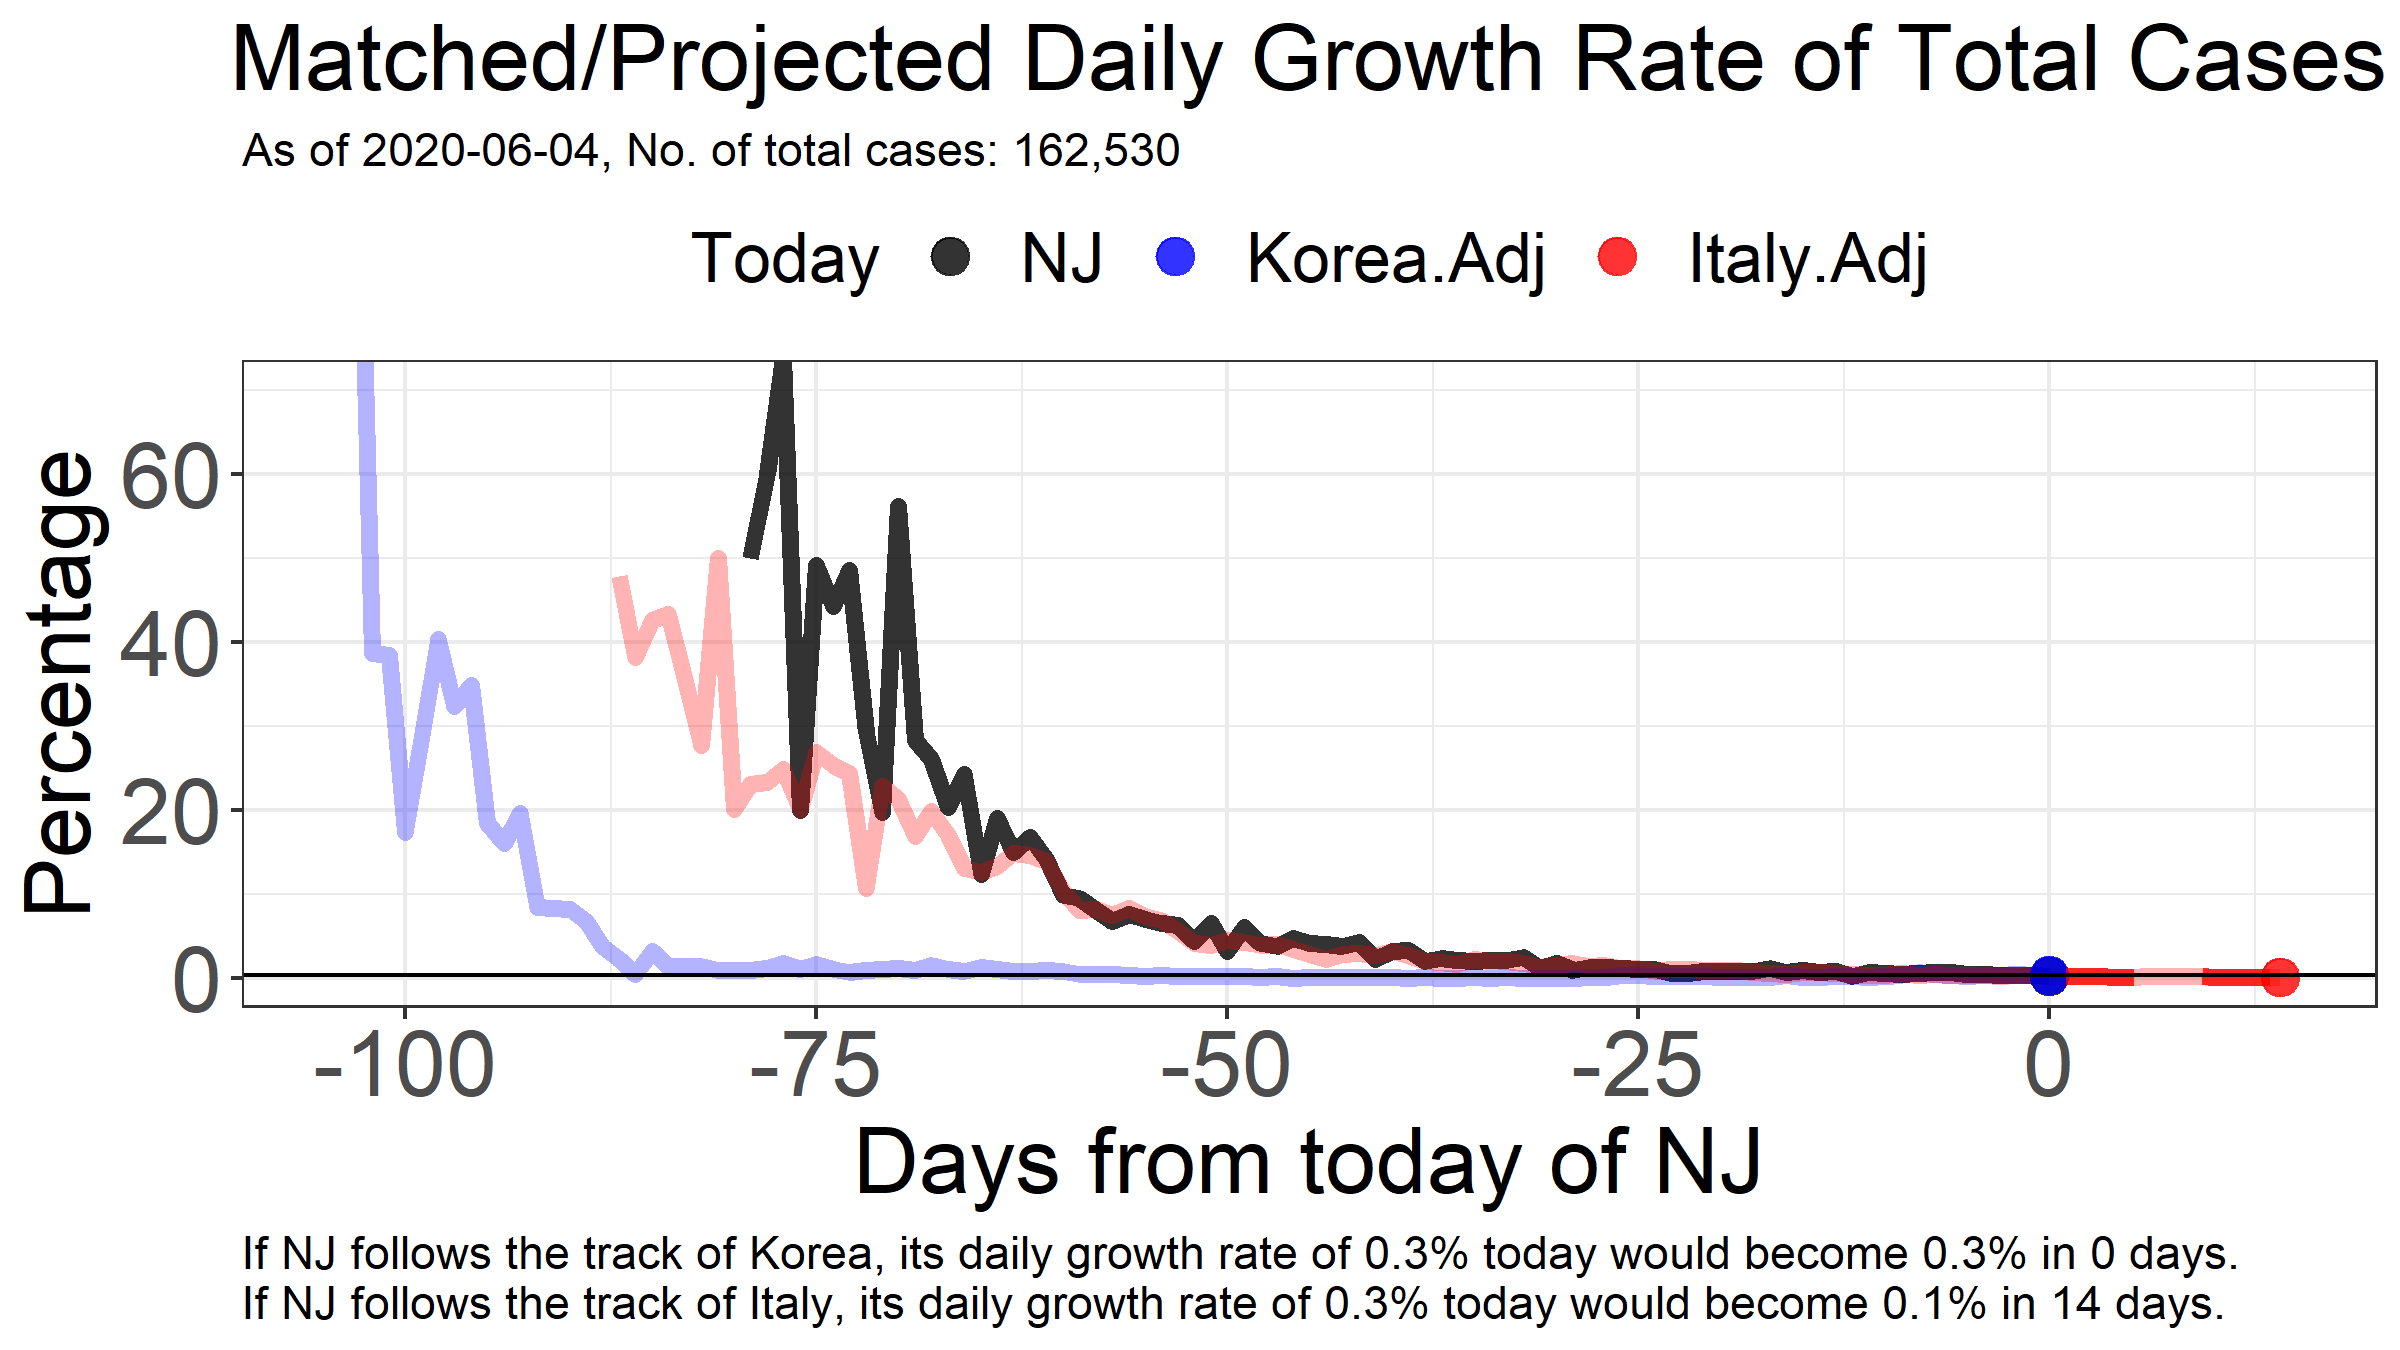 Matched/Projected Daily Growth Rate of Total Cases
As of 2020-06-04, No. of total cases: 162,530
Today NJ Korea.Adj Italy.Adj
Percentage
60
40
20
0
-100 -75 -50 -25 0
Days from today of NJ
If NJ follows the track of Korea, its daily growth rate of 0.3% today would become 0.3% in 0 days.
If NJ follows the track of Italy, its daily growth rate of 0.3% today would become 0.1% in 14 days.